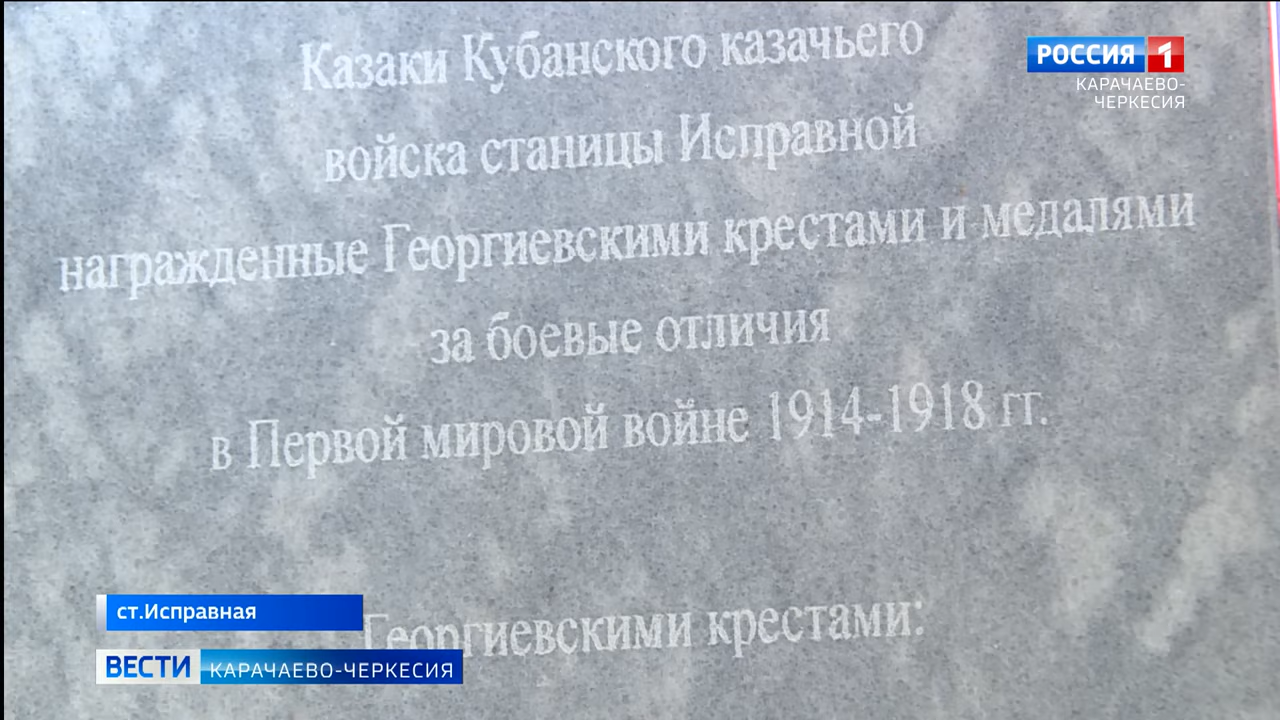 Казаки Кубанского казачьего
войска станицы Исправной
награжденные Георгиевскими крестами и медалями
за боевые отличия
в Первой мировой войне 1914-1918 гг.
Георгиевскими крестами:
РОССИЯ 1
КАРАЧАЕВО-
ЧЕРКЕСИЯ
ст.Исправная
ВЕСТИ КАРАЧАЕВО-ЧЕРКЕСИЯ